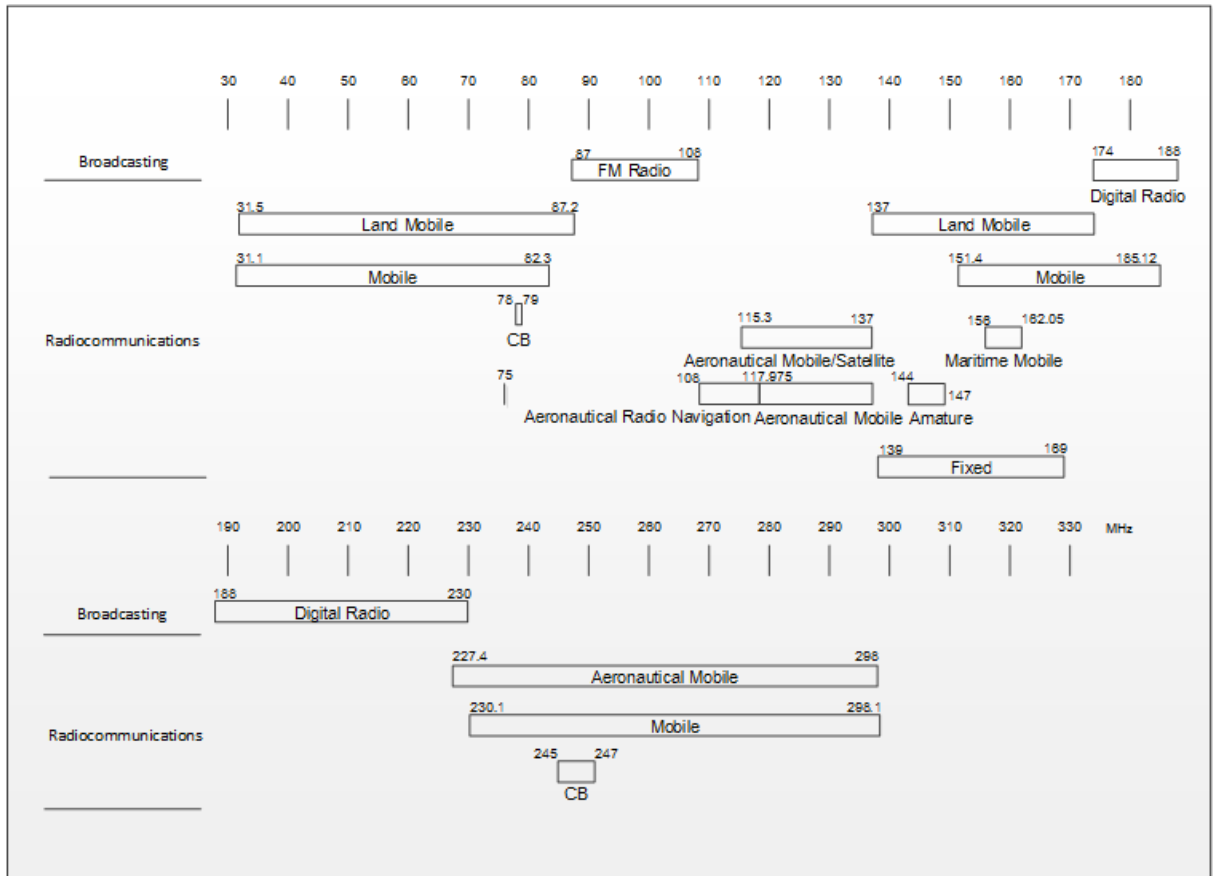 30 40 50 60 70 80 90 100 110 120 130 140 150 160 170 180
Broadcasting
87 108
FM Radio
174 188
Digital Radio
31.5 87.2
Land Mobile
137
Land Mobile
31.1 82.3
Mobile
151.4 185.12
Mobile
Radiocommunications
78 79
CB
115.3 137
Aeronautical Mobile/Satellite
156 162.05
Maritime Mobile
75
108 117.975
Aeronautical Radio Navigation
Aeronautical Mobile
144
147
Amature
139 169
Fixed
190 200 210 220 230 240 250 260 270 280 290 300 310 320 330 MHz
Broadcasting
188 230
Digital Radio
227.4 298
Aeronautical Mobile
Radiocommunications
230.1 298.1
Mobile
245 247
CB